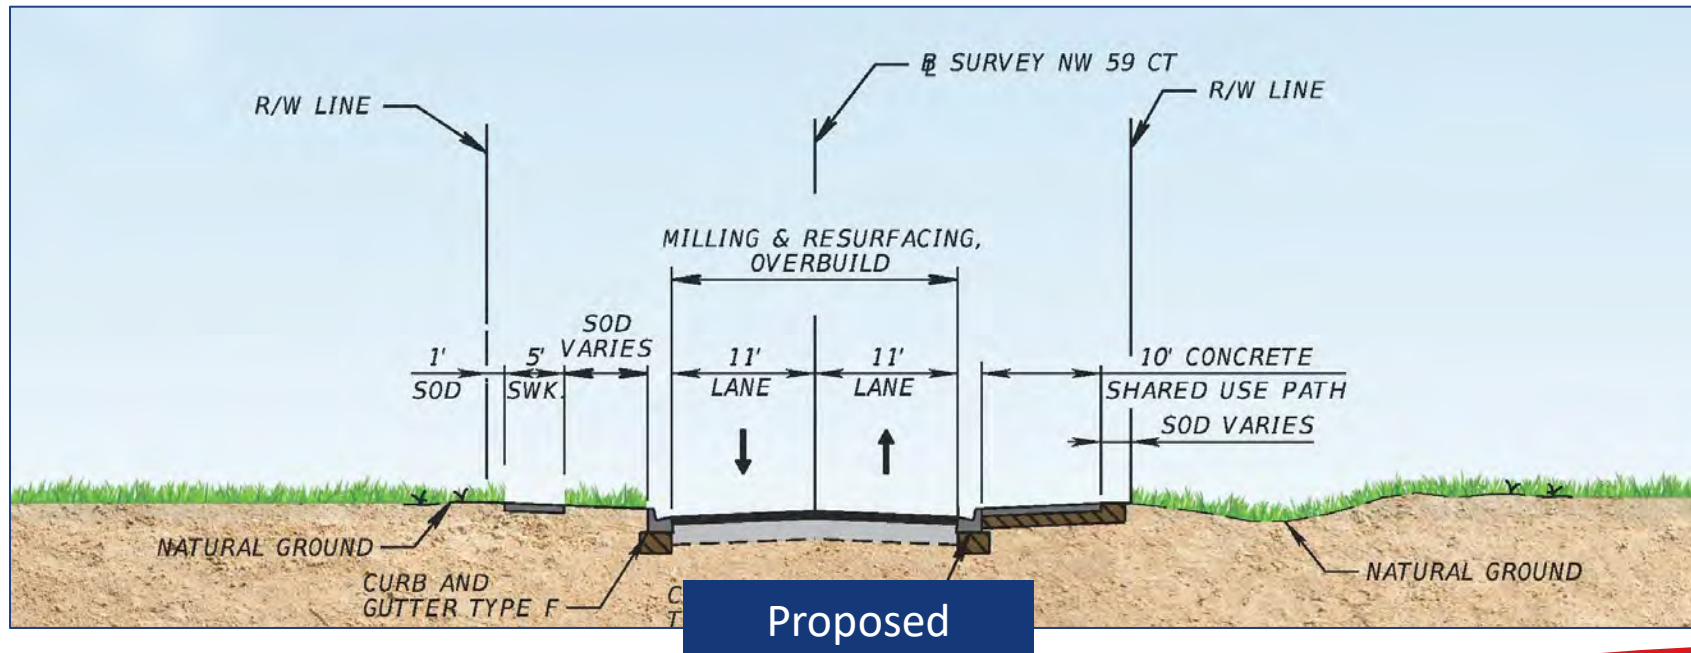 ℄ SURVEY NW 59 CT
R/W LINE
R/W LINE
MILLING & RESURFACING,
OVERBUILD
SOD
VARIES
1'
SOD
5'
SWK.
11'
LANE
11'
LANE
10' CONCRETE
SHARED USE PATH
SOD VARIES
NATURAL GROUND
CURB AND
GUTTER TYPE F
NATURAL GROUND
Proposed